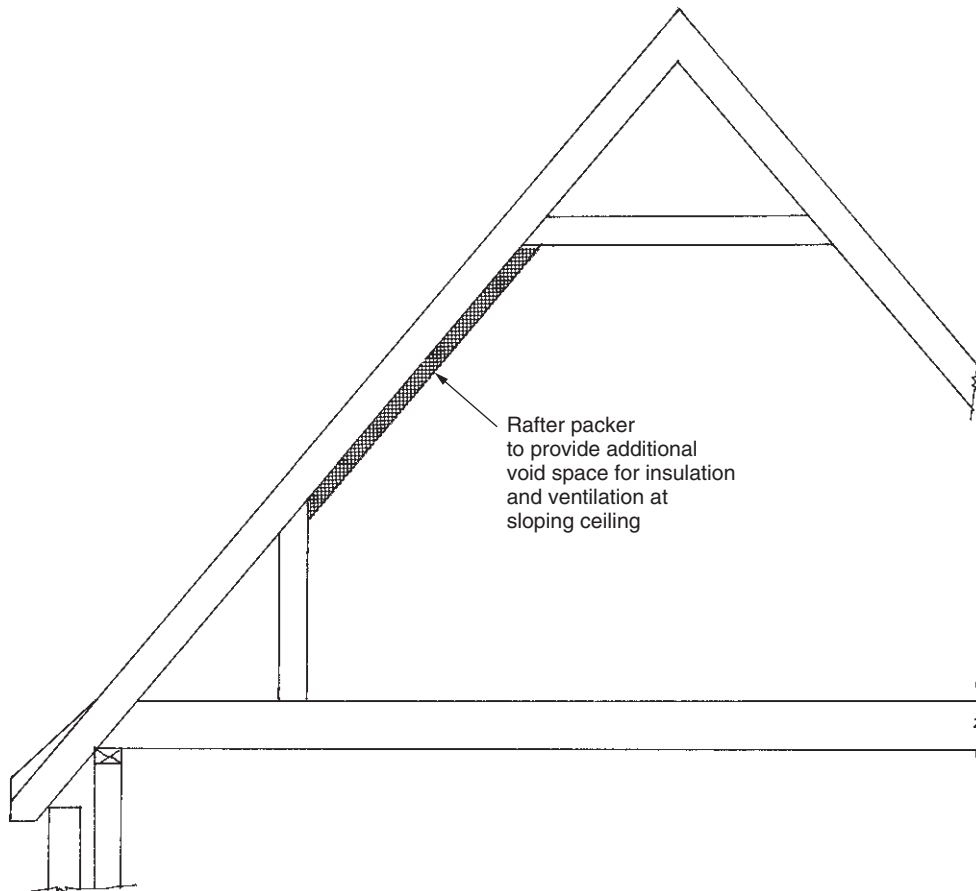 Rafter packer
to provide additional
void space for insulation
and ventilation at
sloping ceiling